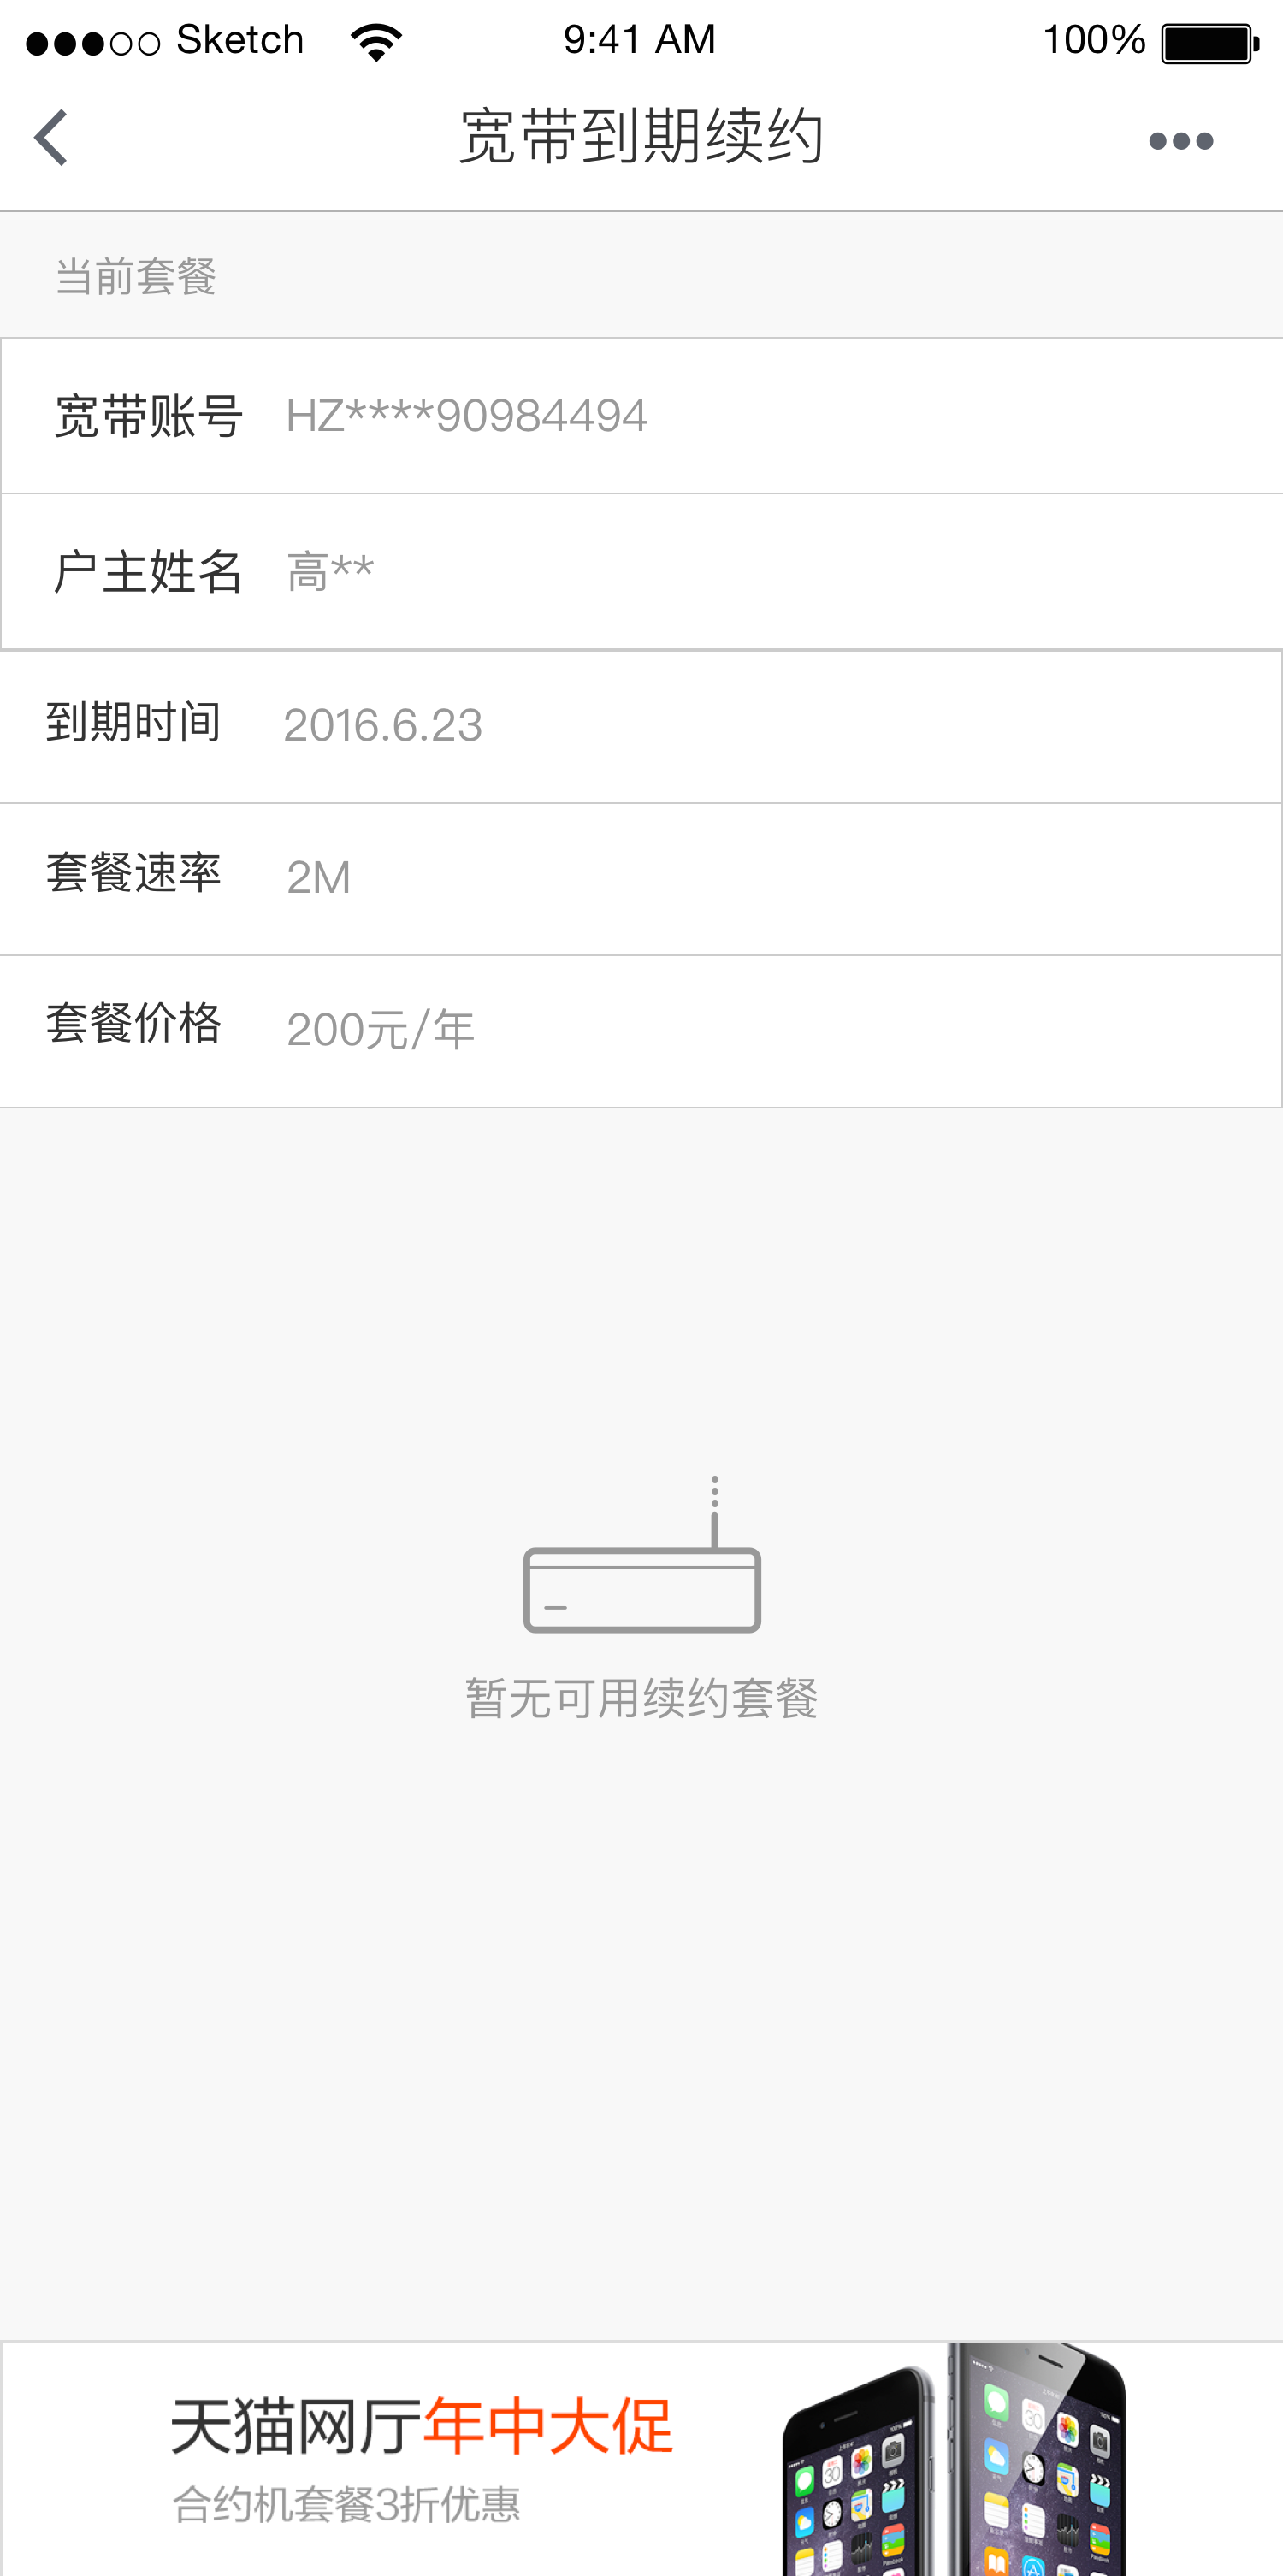 Sketch 9:41 AM 100%
宽带到期续约
当前套餐
宽带账号 HZ****90984494
户主姓名 高**
到期时间 2016.6.23
套餐速率 2M
套餐价格 200元/年
暂无可用续约套餐
天猫网厅年中大促
合约机套餐3折优惠